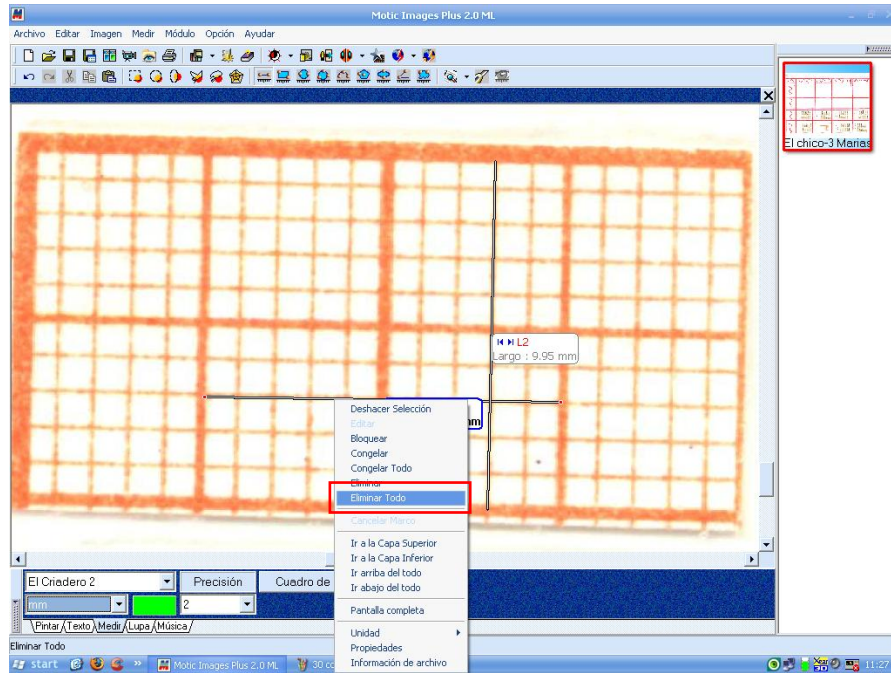 Motic Images Plus 2.0 ML
Archivo Editar Imagen Medir Módulo Opción Ayudar
El chico-3 Marias
L2
Largo : 9.95 mm
mm
Deshacer Selección
Editar
Bloquear
Congelar
Congelar Todo
Eliminar
Eliminar Todo
Cancelar Marco
Ir a la Capa Superior
Ir a la Capa Inferior
Ir arriba del todo
Ir abajo del todo
Pantalla completa
Unidad
Propiedades
Información de archivo
El Criadero 2 Precisión Cuadro de
mm 2
Pintar Texto Medir Lupa Música
Eliminar Todo
start Motic Images Plus 2.0 ML 30 co 11:27